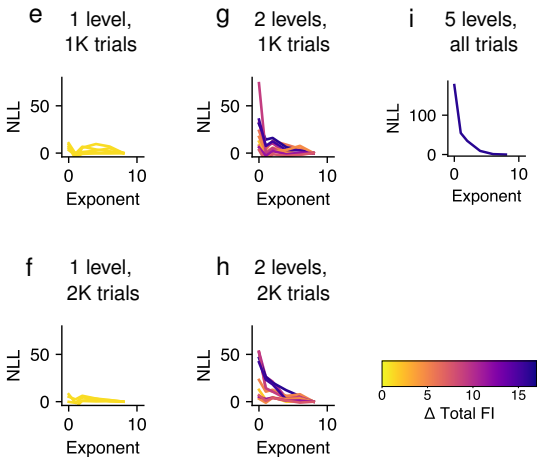 e 1 level,
1K trials
NLL
50
0
0 10
Exponent
g 2 levels,
1K trials
NLL
50
0
0 10
Exponent
i 5 levels,
all trials
NLL
100
0
0 10
Exponent
f 1 level,
2K trials
NLL
50
0
0 10
Exponent
h 2 levels,
2K trials
NLL
50
0
0 10
Exponent
0 5 10 15
Δ Total FI